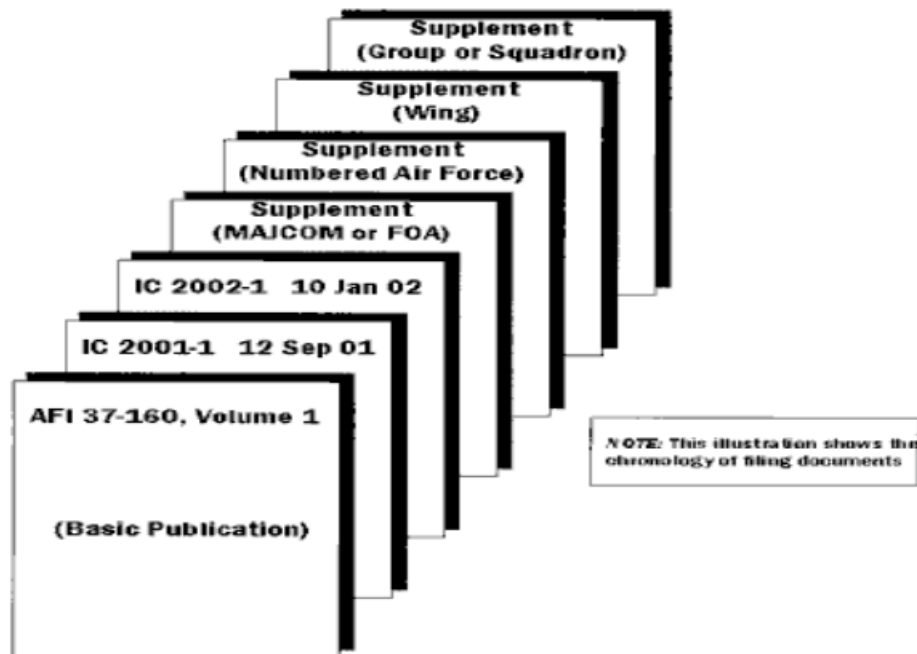 Supplement
(Group or Squadron)
Supplement
(Wing)
Supplement
(Numbered Air Force)
Supplement
(MAJCOM or FOA)
IC 2002-1 10 Jan 02
IC 2001-1 12 Sep 01
AFI 37-160, Volume 1
(Basic Publication)
NOTE: This illustration shows the
chronology of filing documents